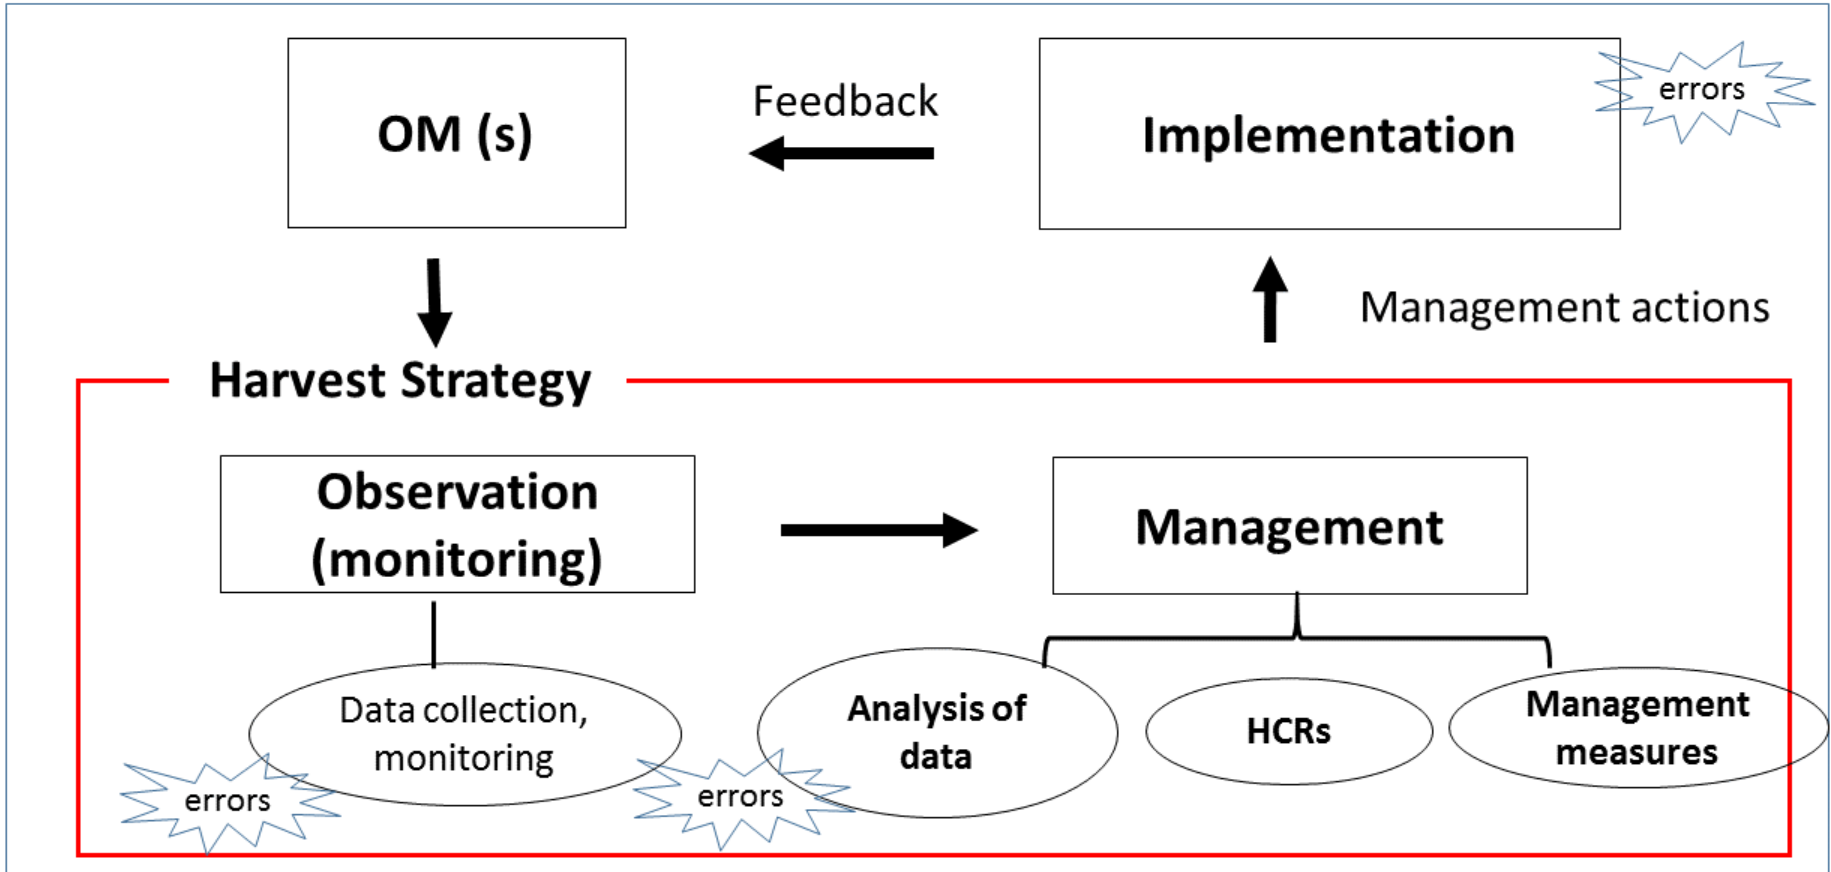 OM (s)
Feedback
Implementation
errors
Management actions
Harvest Strategy
Observation
(monitoring)
Management
Data collection,
monitoring
errors
errors
Analysis of
data
HCRs
Management
measures